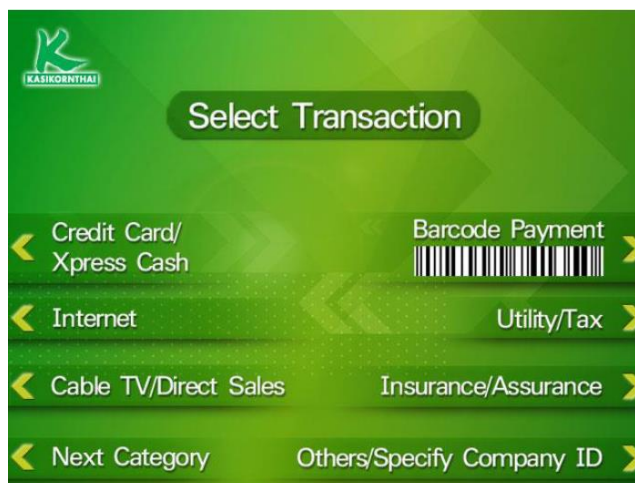 KASIKORNTHAI
Select Transaction
Credit Card/
Xpress Cash
Barcode Payment
Internet
Utility/Tax
Cable TV/Direct Sales
Insurance/Assurance
Next Category
Others/Specify Company ID